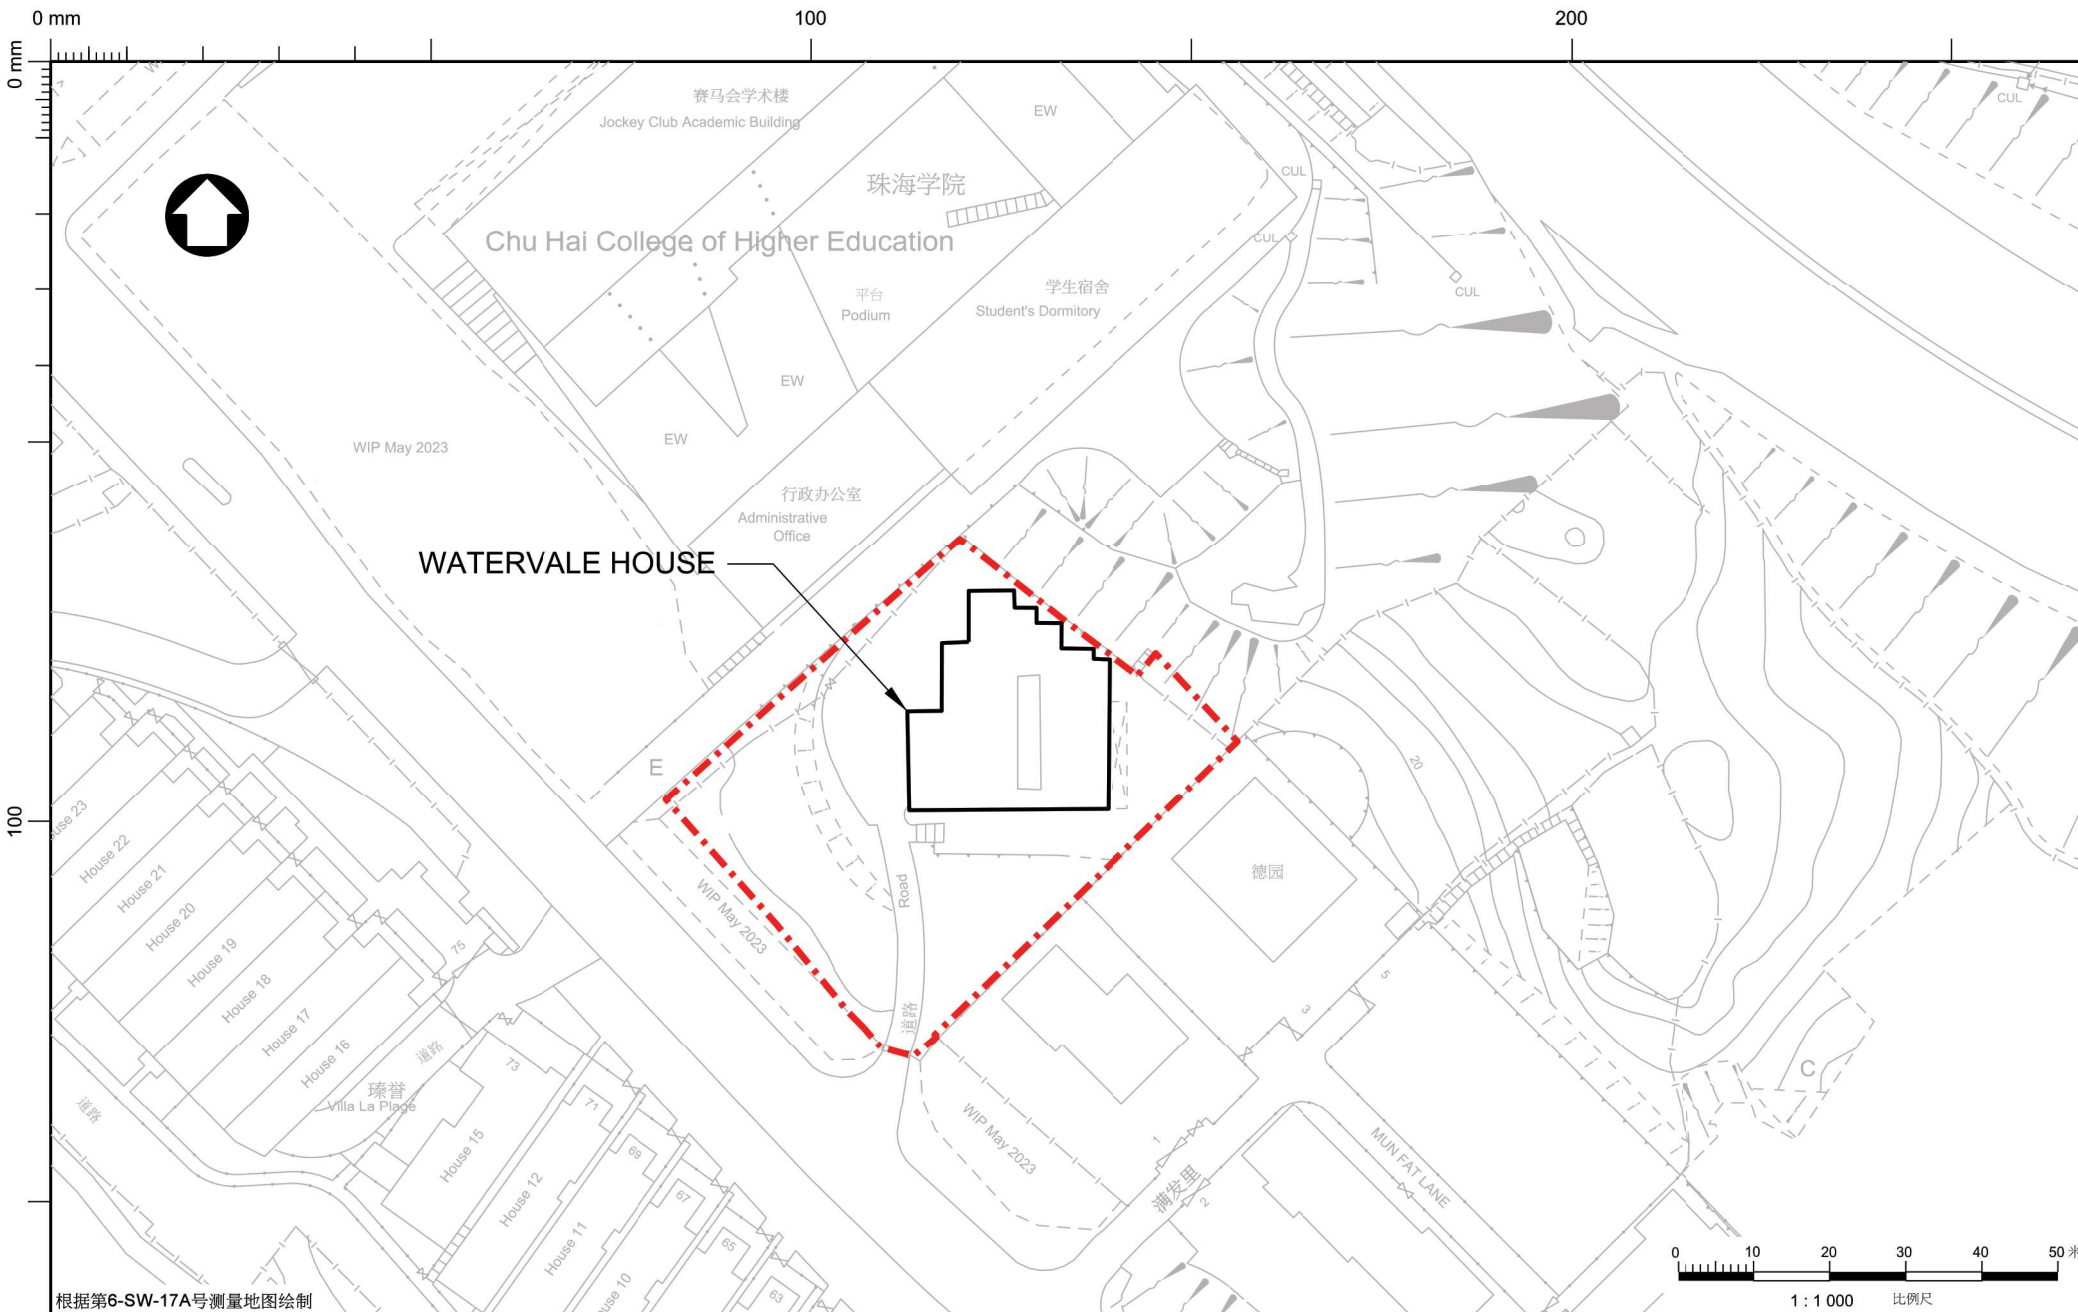 0 mm
100
200
0 mm
100
赛马会学术楼
Jockey Club Academic Building
EW
CUL
珠海学院
CUL
Chu Hai College of Higher Education
CUL
学生宿舍
Student's Dormitory
平台
Podium
CUL
EW
EW
WIP May 2023
行政办公室
Administrative
Office
WATERVALE HOUSE
E
20
德园
House 22
House 21
House 20
House 19
House 18
House 17
House 16
75
Road
WIP May 2023
道路
5
3
道路
73
瑧誉
Villa La Plage
道路
71
House 15
69
House 12
67
House 11
65
63
WIP May 2023
1
满发里
2
MUN FAT LANE
C
0 10 20 30 40 50 米
1 : 1 000 比例尺
根据第6-SW-17A号测量地图绘制